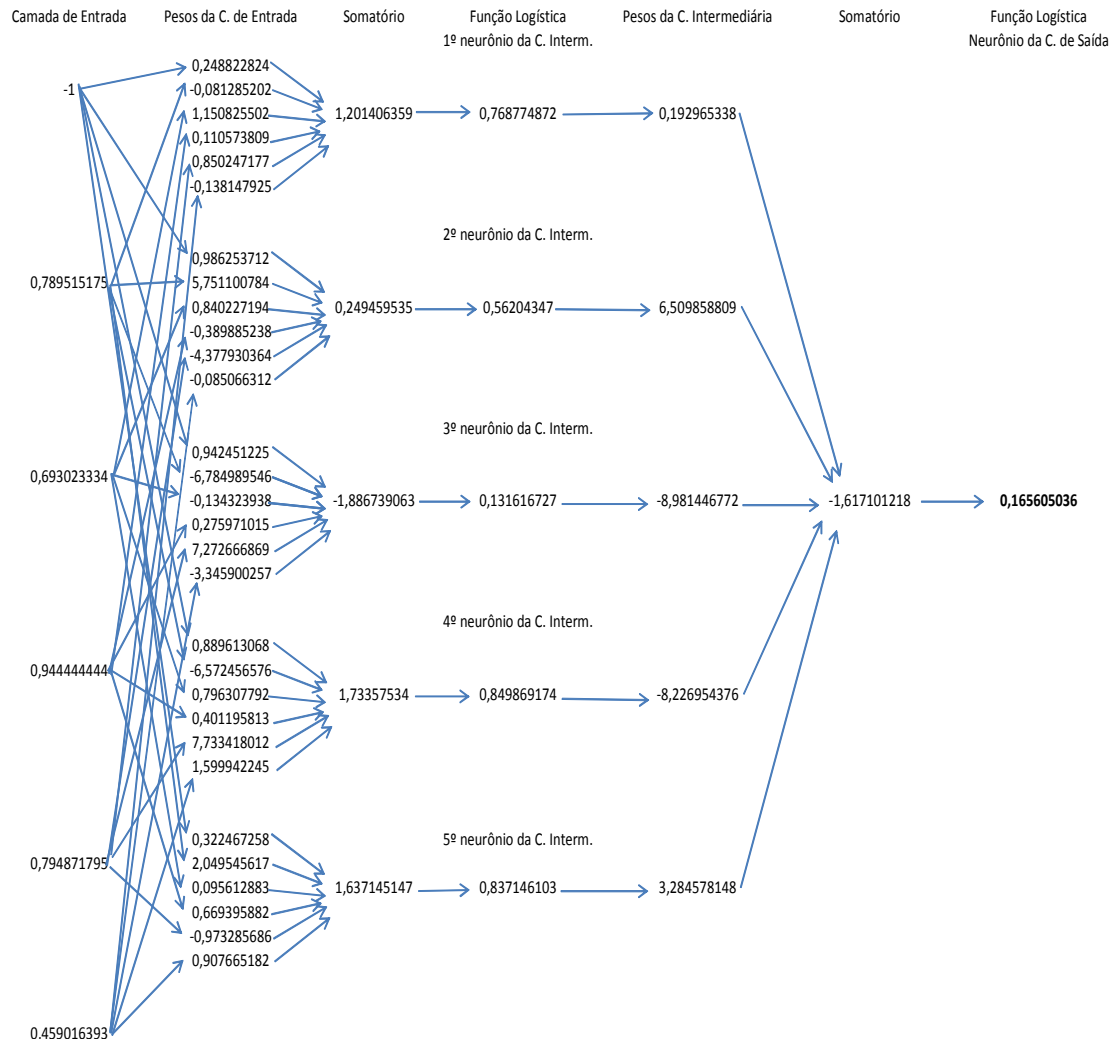 Camada de Entrada Pesos da C. de Entrada Somatório Função Logística Pesos da C. Intermediária Somatório Função Logística
1º neurônio da C. Interm. Neurônio da C. de Saída
0,248822824
-1 -0,081285202
1,150825502 1,201406359 0,768774872 0,192965338
0,110573809
0,850247177
-0,138147925
2º neurônio da C. Interm.
0,986253712
0,789515175 5,751100784
0,840227194 0,249459535 0,56204347 6,509858809
-0,389885238
-4,377930364
-0,085066312
3º neurônio da C. Interm.
0,942451225
0,693023334 -6,784989546
-0,134323938 -1,886739063 0,131616727 -8,981446772 -1,617101218 0,165605036
0,275971015
7,272666869
-3,345900257
4º neurônio da C. Interm.
0,889613068
0,944444444 -6,572456576
0,796307792 1,73357534 0,849869174 -8,226954376
0,401195813
7,733418012
1,599942245
5º neurônio da C. Interm.
0,322467258
0,794871795 2,049545617
0,095612883 1,637145147 0,837146103 3,284578148
0,669395882
-0,973285686
0,907665182
0,459016393